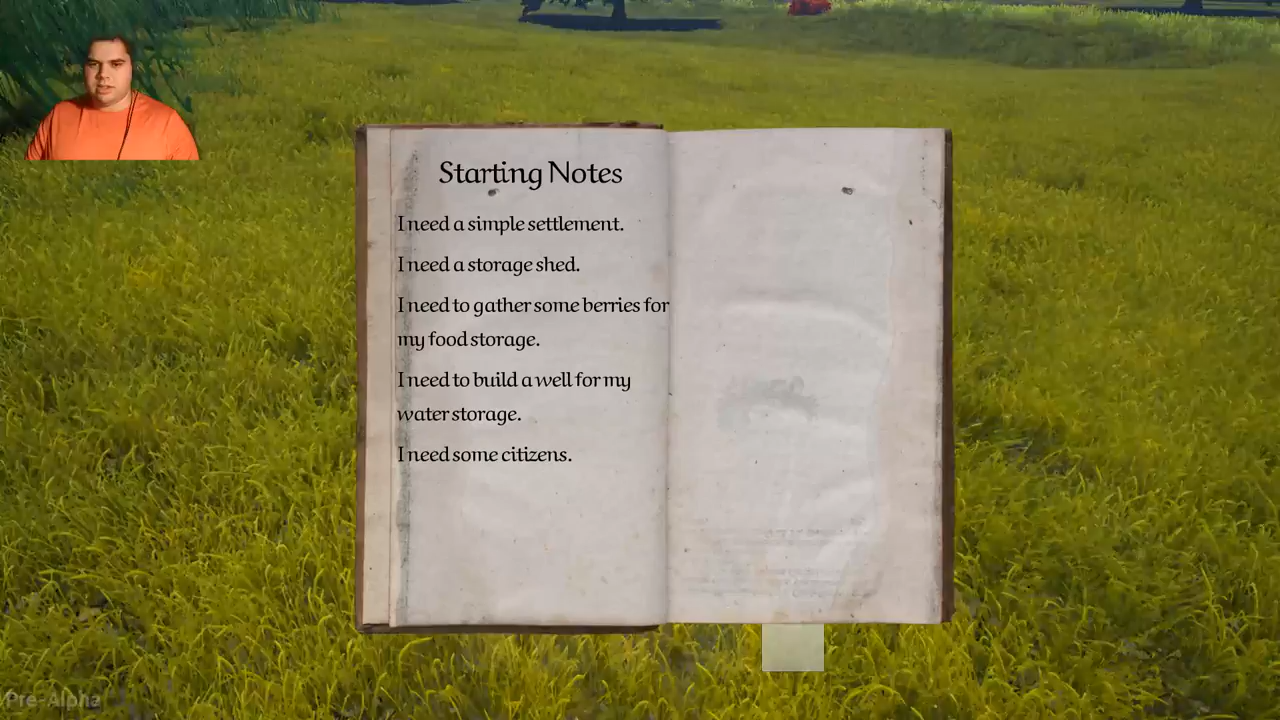 Starting Notes
I need a simple settlement.
I need a storage shed.
I need to gather some berries for
my food storage.
I need to build a well for my
water storage.
I need some citizens.
Pre-Alpha